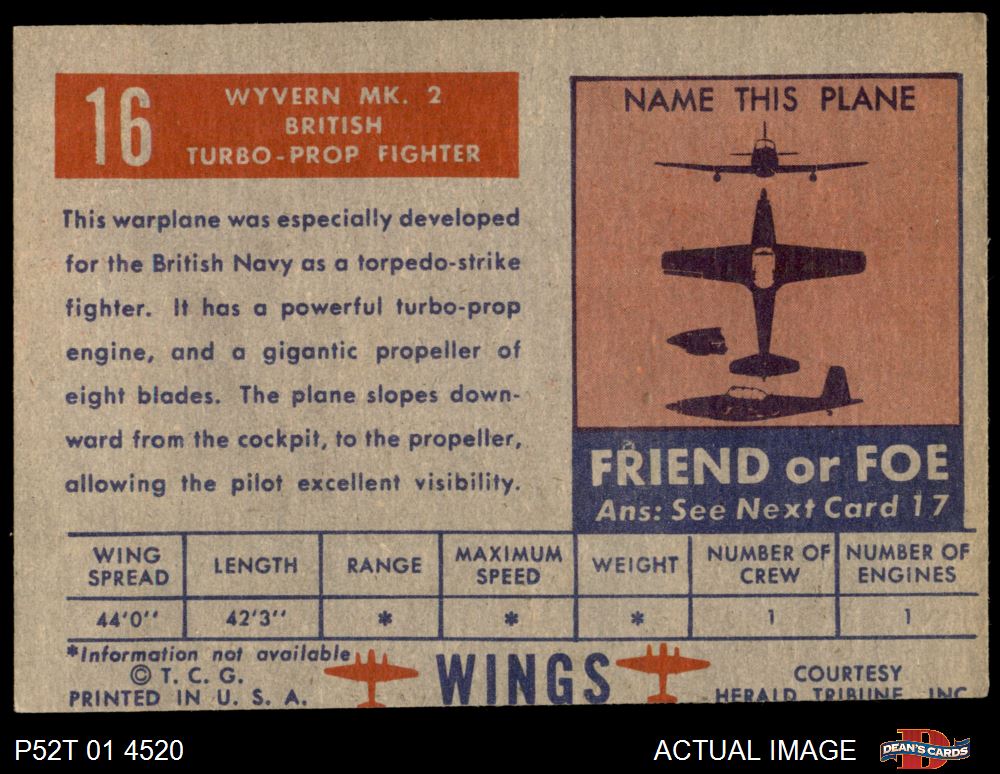 16
WYVERN MK. 2
BRITISH
TURBO-PROP FIGHTER
This warplane was especially developed
for the British Navy as a torpedo-strike
fighter. It has a powerful turbo-prop
engine, and a gigantic propeller of
eight blades. The plane slopes down-
ward from the cockpit, to the propeller,
allowing the pilot excellent visibility.
NAME THIS PLANE
FRIEND or FOE
Ans: See Next Card 17
WING SPREAD LENGTH RANGE MAXIMUM SPEED WEIGHT NUMBER OF CREW NUMBER OF ENGINES
44'0" 42'3" * * * 1 1
*Information not available
© T. C. G.
PRINTED IN U. S. A.
WINGS
COURTESY
HERALD TRIBUNE, INC.
P52T 01 4520
ACTUAL IMAGE
DEAN'S CARDS